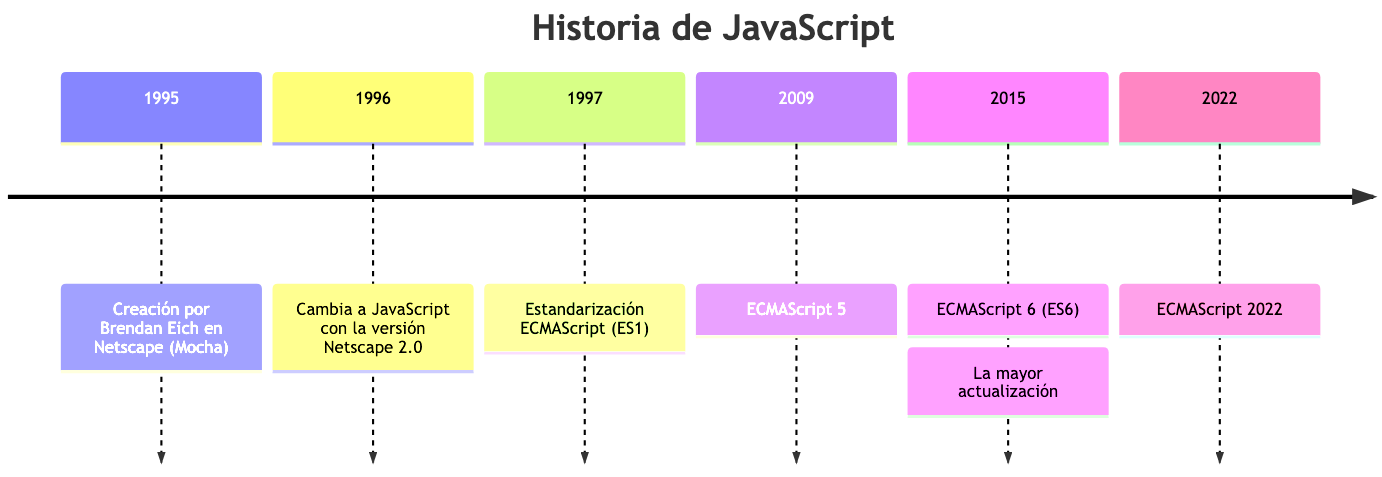 Historia de JavaScript
1995
1996
1997
2009
2015
2022
Creación por
Brendan Eich en
Netscape (Mocha)
Cambia a JavaScript
con la versión
Netscape 2.0
Estandarización
ECMAScript (ES1)
ECMAScript 5
ECMAScript 6 (ES6)
La mayor
actualización
ECMAScript 2022